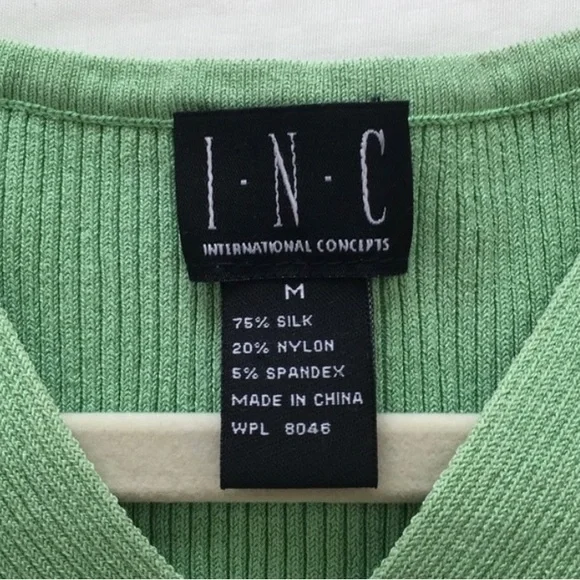 I·N·C
INTERNATIONAL CONCEPTS
M
75% SILK
20% NYLON
5% SPANDEX
MADE IN CHINA
WPL 8046